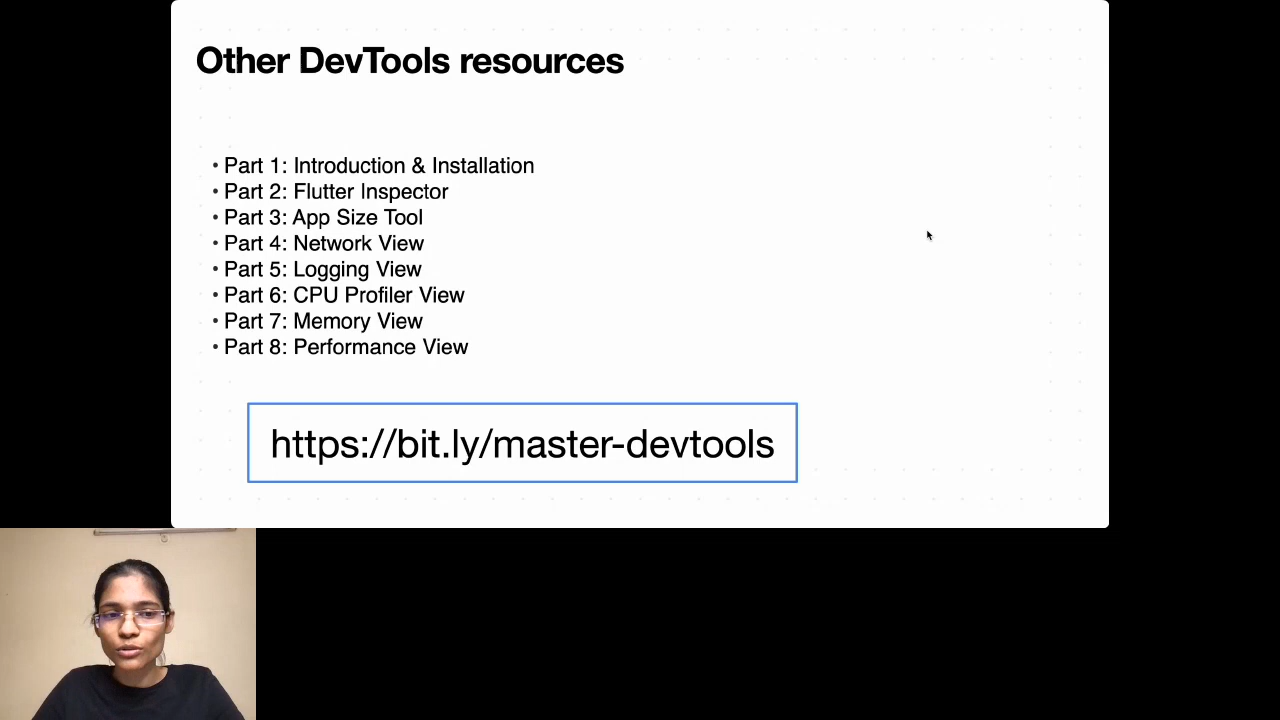 Other DevTools resources
• Part 1: Introduction & Installation
• Part 2: Flutter Inspector
• Part 3: App Size Tool
• Part 4: Network View
• Part 5: Logging View
• Part 6: CPU Profiler View
• Part 7: Memory View
• Part 8: Performance View
https://bit.ly/master-devtools